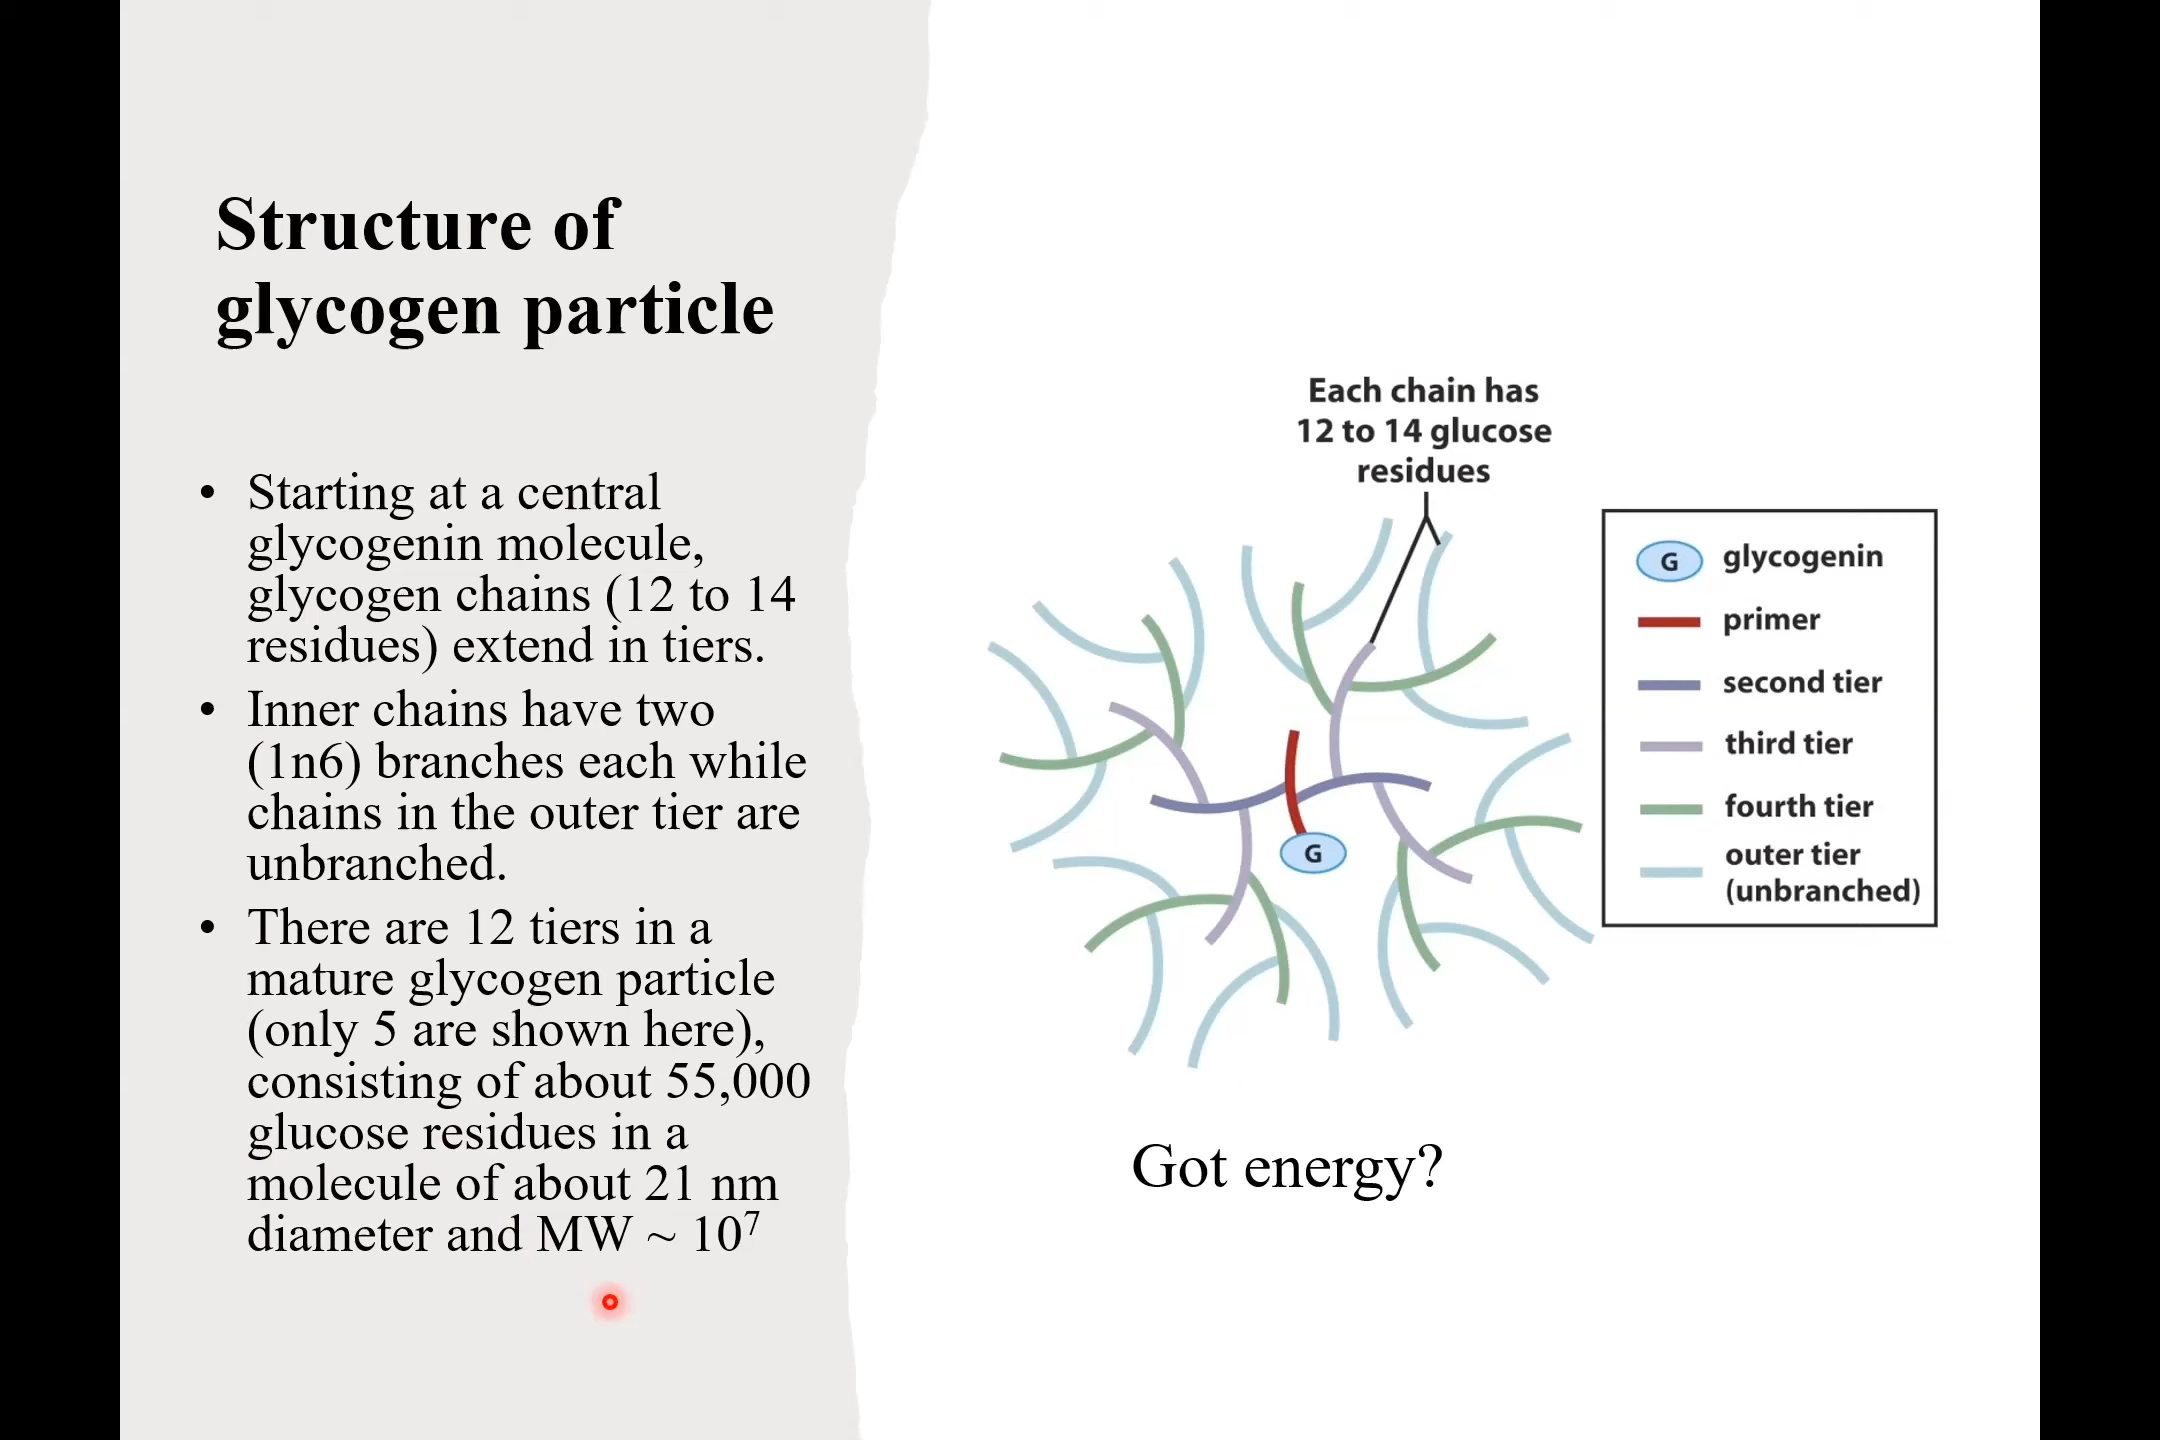 Structure of
glycogen particle
• Starting at a central
glycogenin molecule,
glycogen chains (12 to 14
residues) extend in tiers.
• Inner chains have two
(1n6) branches each while
chains in the outer tier are
unbranched.
• There are 12 tiers in a
mature glycogen particle
(only 5 are shown here),
consisting of about 55,000
glucose residues in a
molecule of about 21 nm
diameter and MW ~ 10⁷
Each chain has
12 to 14 glucose
residues
G
G glycogenin
primer
second tier
third tier
fourth tier
outer tier
(unbranched)
Got energy?